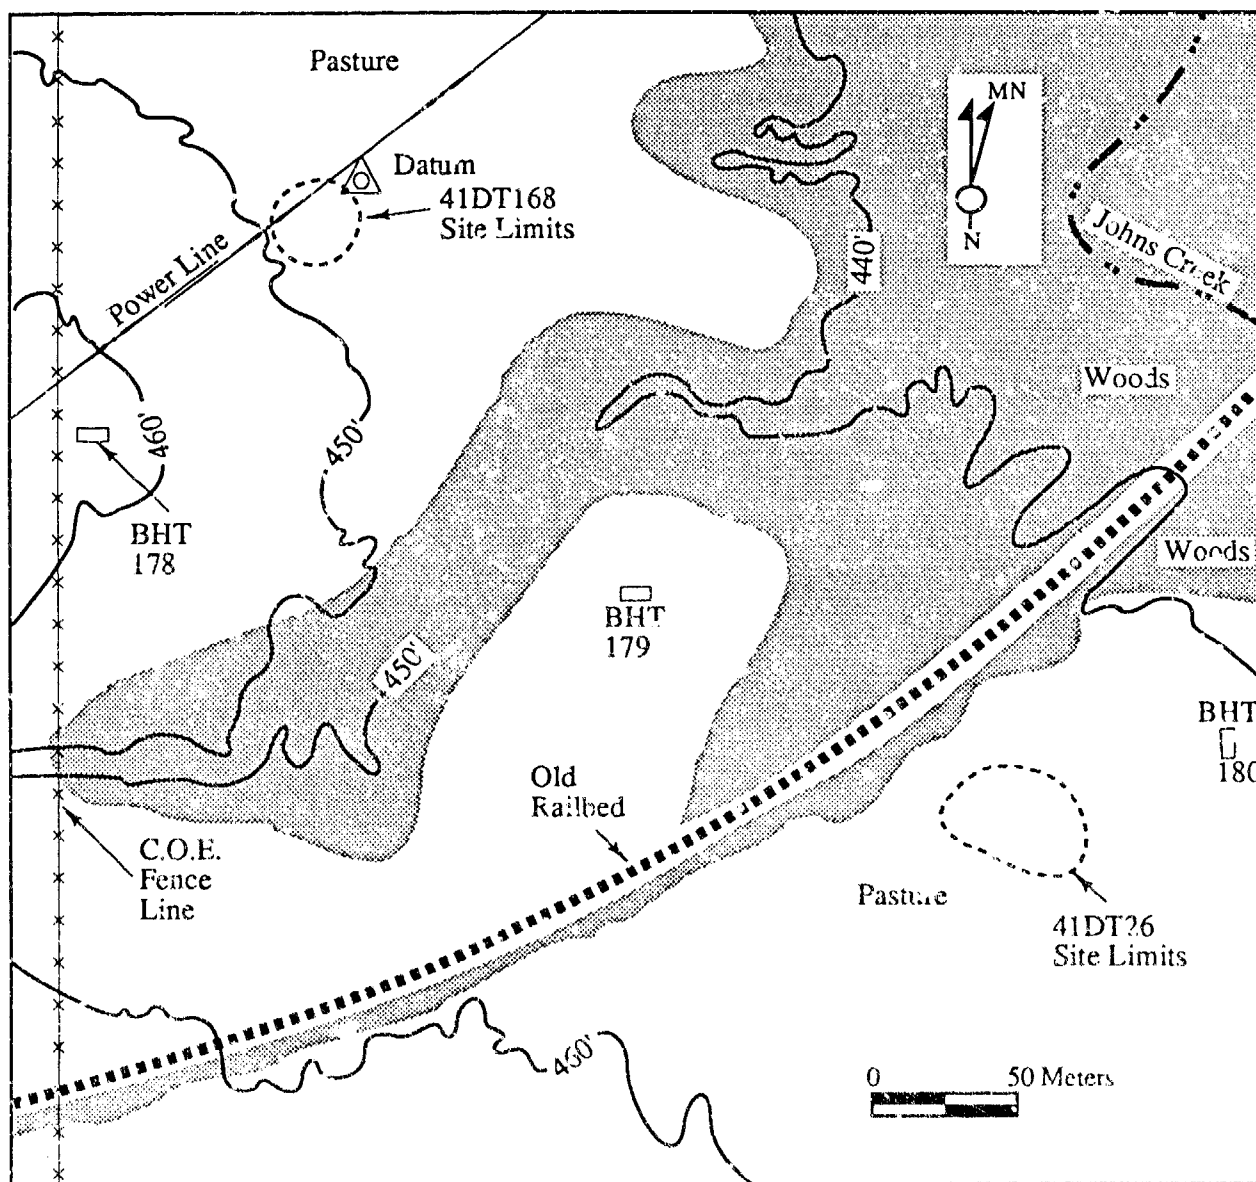 Pasture
MN
N
Datum
41DT168
Site Limits
Johns Creek
Power Line
440'
Woods
460'
450'
BHT
178
Woods
BHT
179
450'
BHT
180
Old
Railbed
C.O.E.
Fence
Line
Pasture
41DT26
Site Limits
460'
0 50 Meters